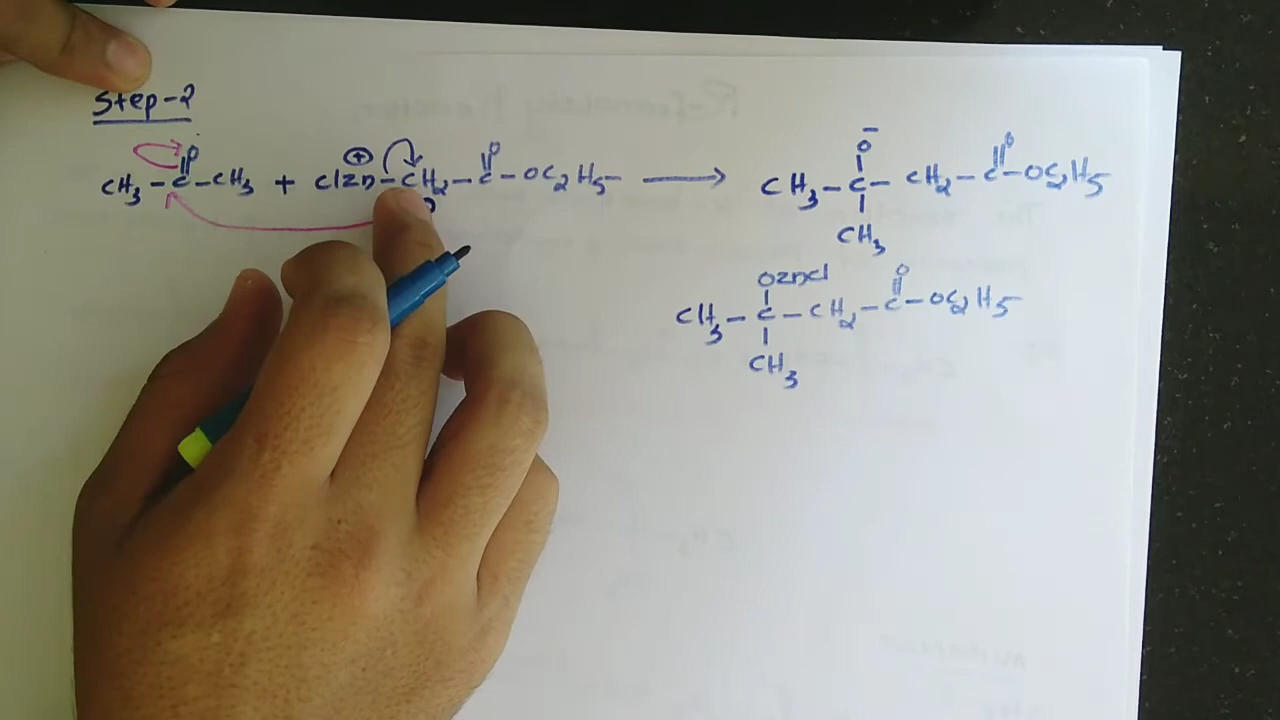 Step-2
O O O O⁻ O
CH₃-C-CH₃ + ClZn⊕-CH₂-C-OC₂H₅ ⟶ CH₃-C-CH₂-C-OC₂H₅
CH₃
OZnCl O
CH₃-C-CH₂-C-OC₂H₅
CH₃